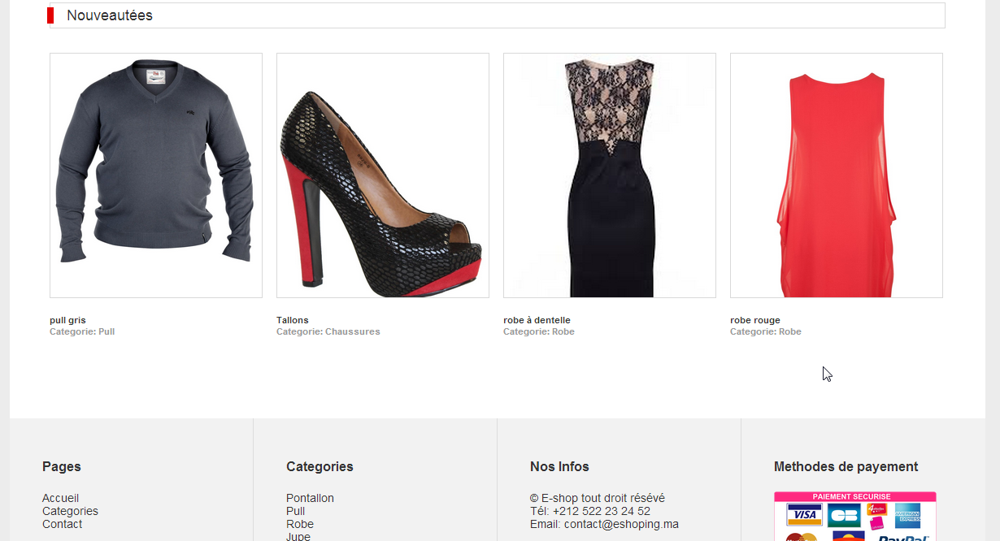 Nouveautées
pull gris
Categorie: Pull
Tallons
Categorie: Chaussures
robe à dentelle
Categorie: Robe
robe rouge
Categorie: Robe
Pages
Accueil
Categories
Contact
Categories
Pontallon
Pull
Robe
Jupe
Nos Infos
© E-shop tout droit résévé
Tél: +212 522 23 24 52
Email: contact@eshoping.ma
Methodes de payement
PAIEMENT SECURISE
VISA
CB
AMERICAN EXPRESS
PayPal